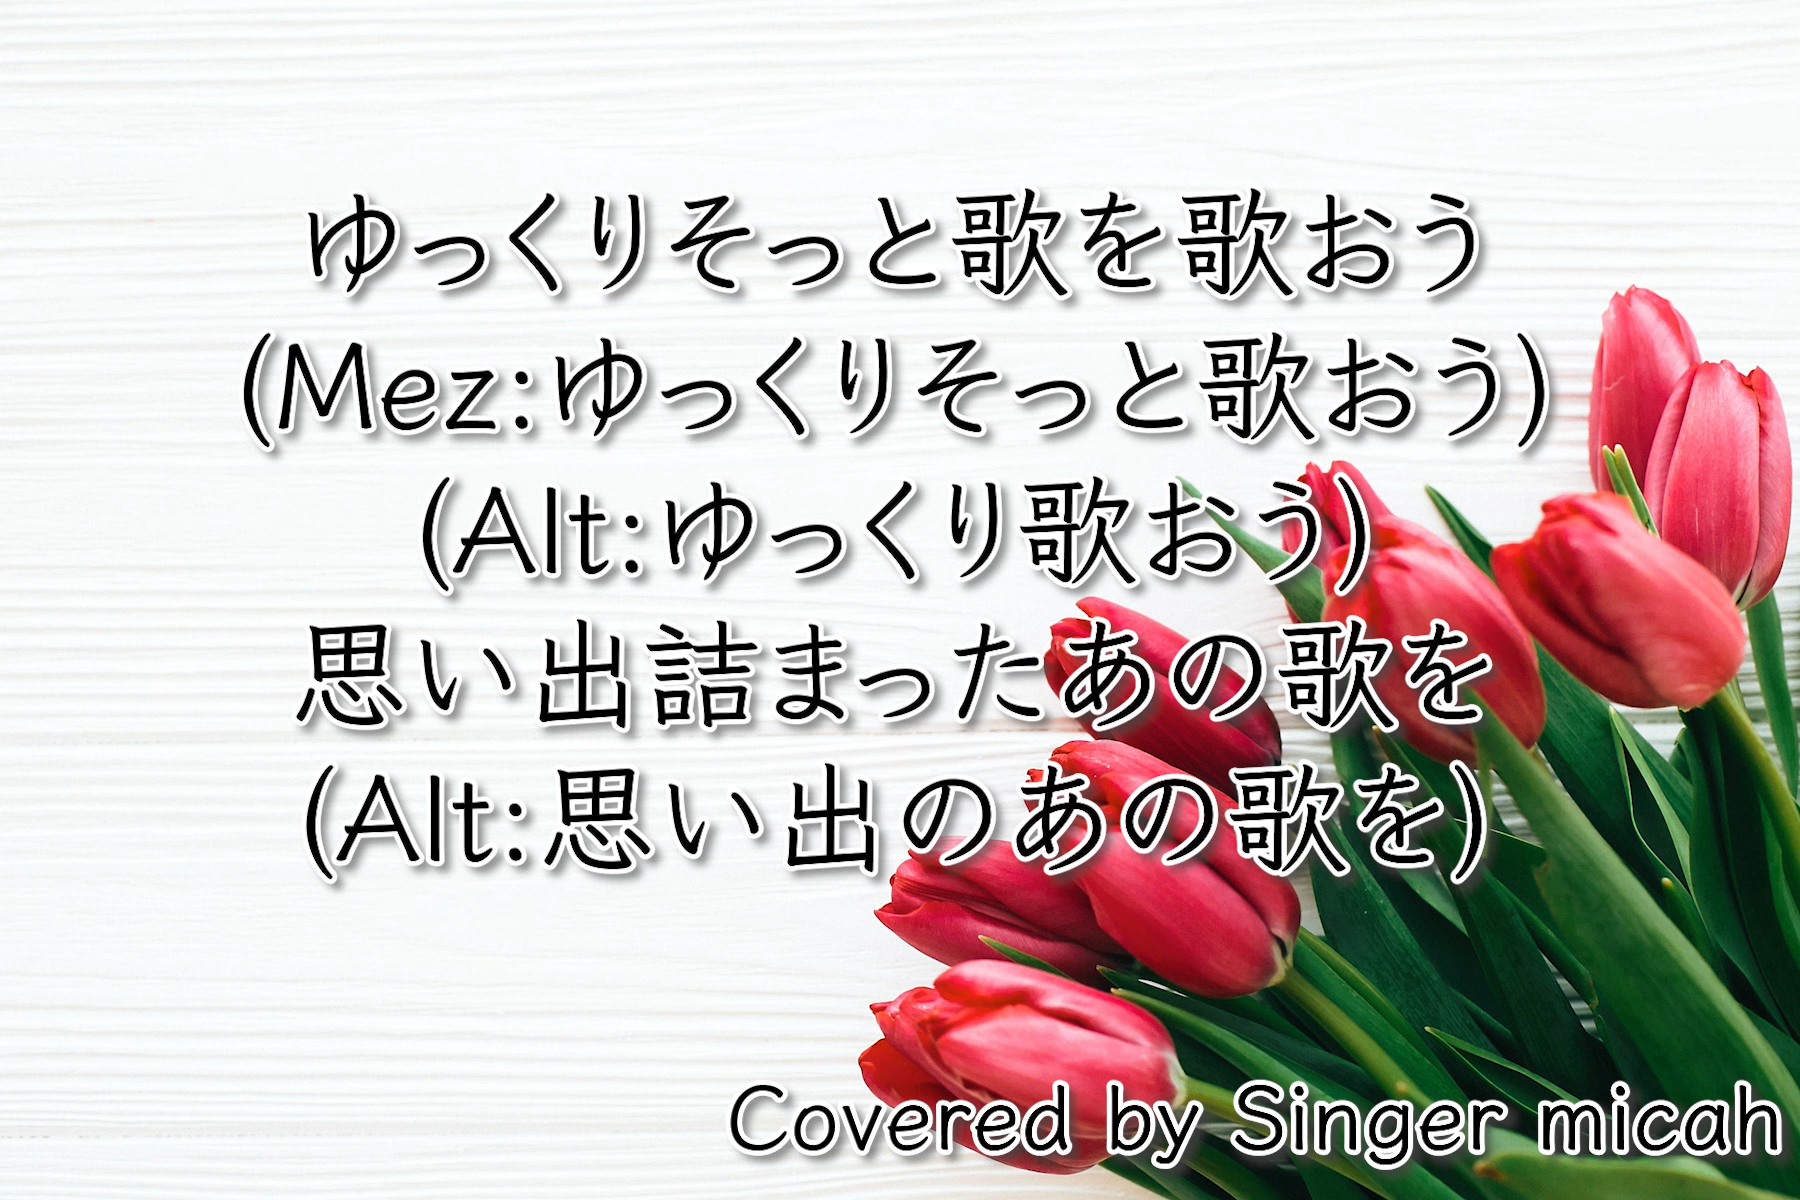 ゆっくりそっと歌を歌おう
(Mez:ゆっくりそっと歌おう)
(Alt:ゆっくり歌おう)
思い出詰まったあの歌を
(Alt:思い出のあの歌を)
Covered by Singer micah